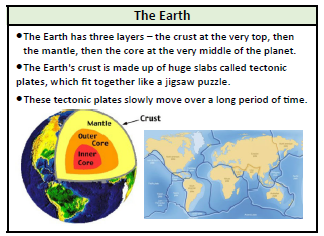 The Earth
●The Earth has three layers – the crust at the very top, then
the mantle, then the core at the very middle of the planet.
●The Earth's crust is made up of huge slabs called tectonic
plates, which fit together like a jigsaw puzzle.
●These tectonic plates slowly move over a long period of time.
Crust
Mantle
Outer
Core
Inner
Core